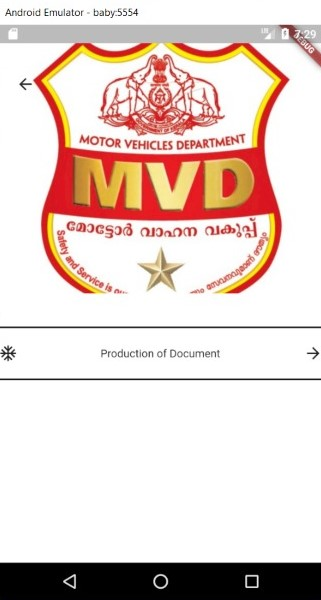 Android Emulator - baby:5554
7:29
DEBUG
MOTOR VEHICLES DEPARTMENT
MVD
മോട്ടോർ വാഹന വകുപ്പ്
Safety and Service is our
Production of Document